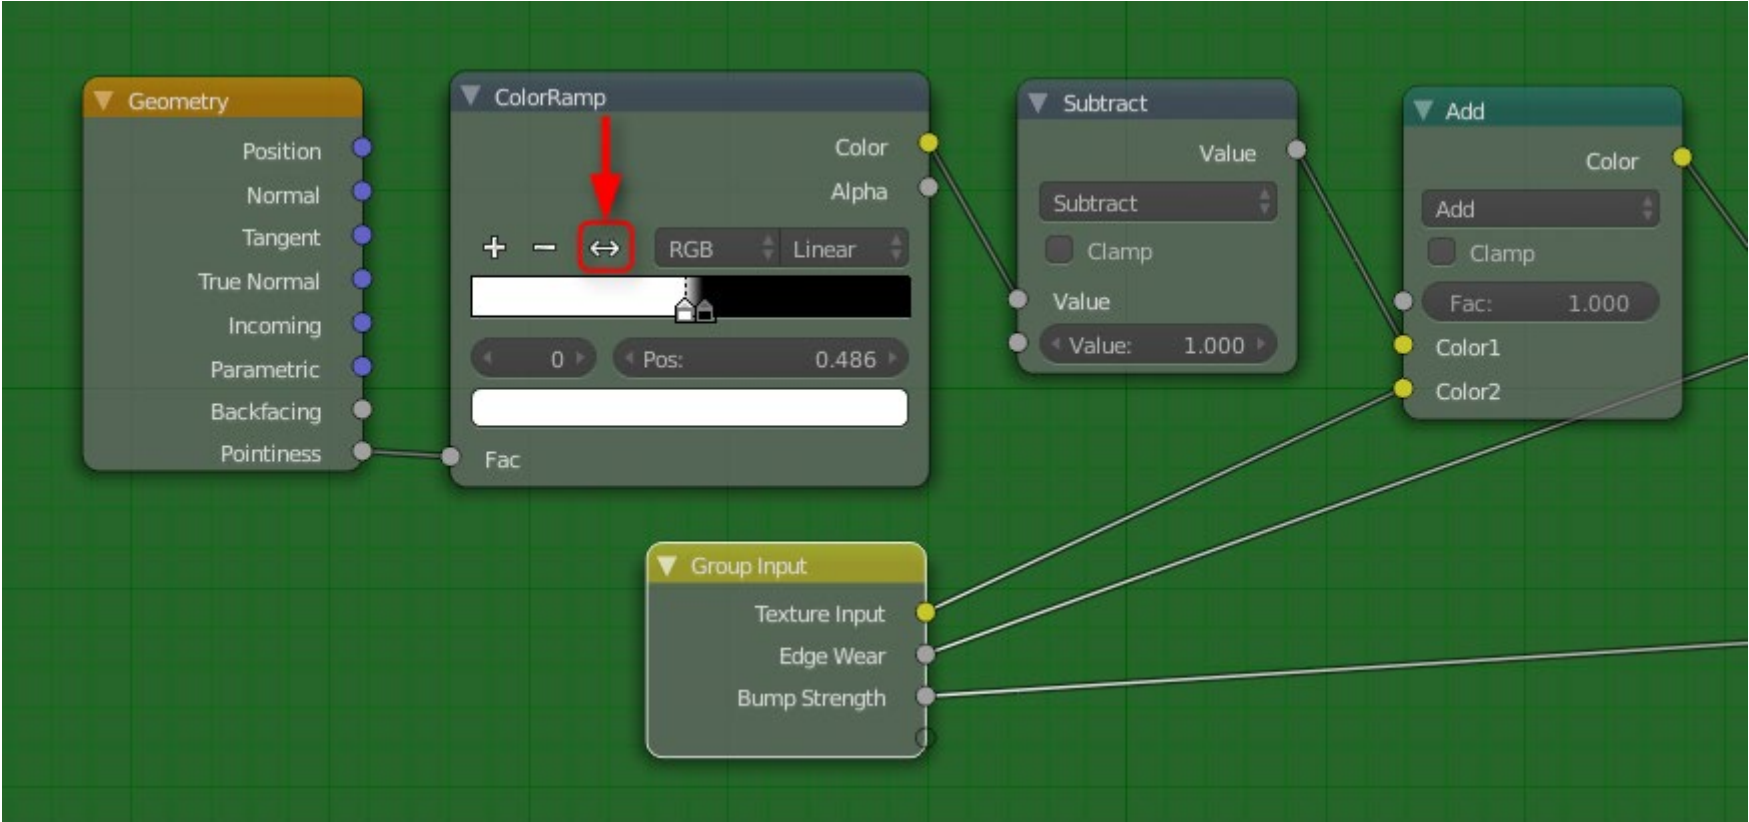 Geometry
Position
Normal
Tangent
True Normal
Incoming
Parametric
Backfacing
Pointiness
ColorRamp
Color
Alpha
+ − ↔ RGB Linear
0 Pos: 0.486
Fac
Subtract
Value
Subtract
Clamp
Value
Value: 1.000
Add
Color
Add
Clamp
Fac: 1.000
Color1
Color2
Group Input
Texture Input
Edge Wear
Bump Strength